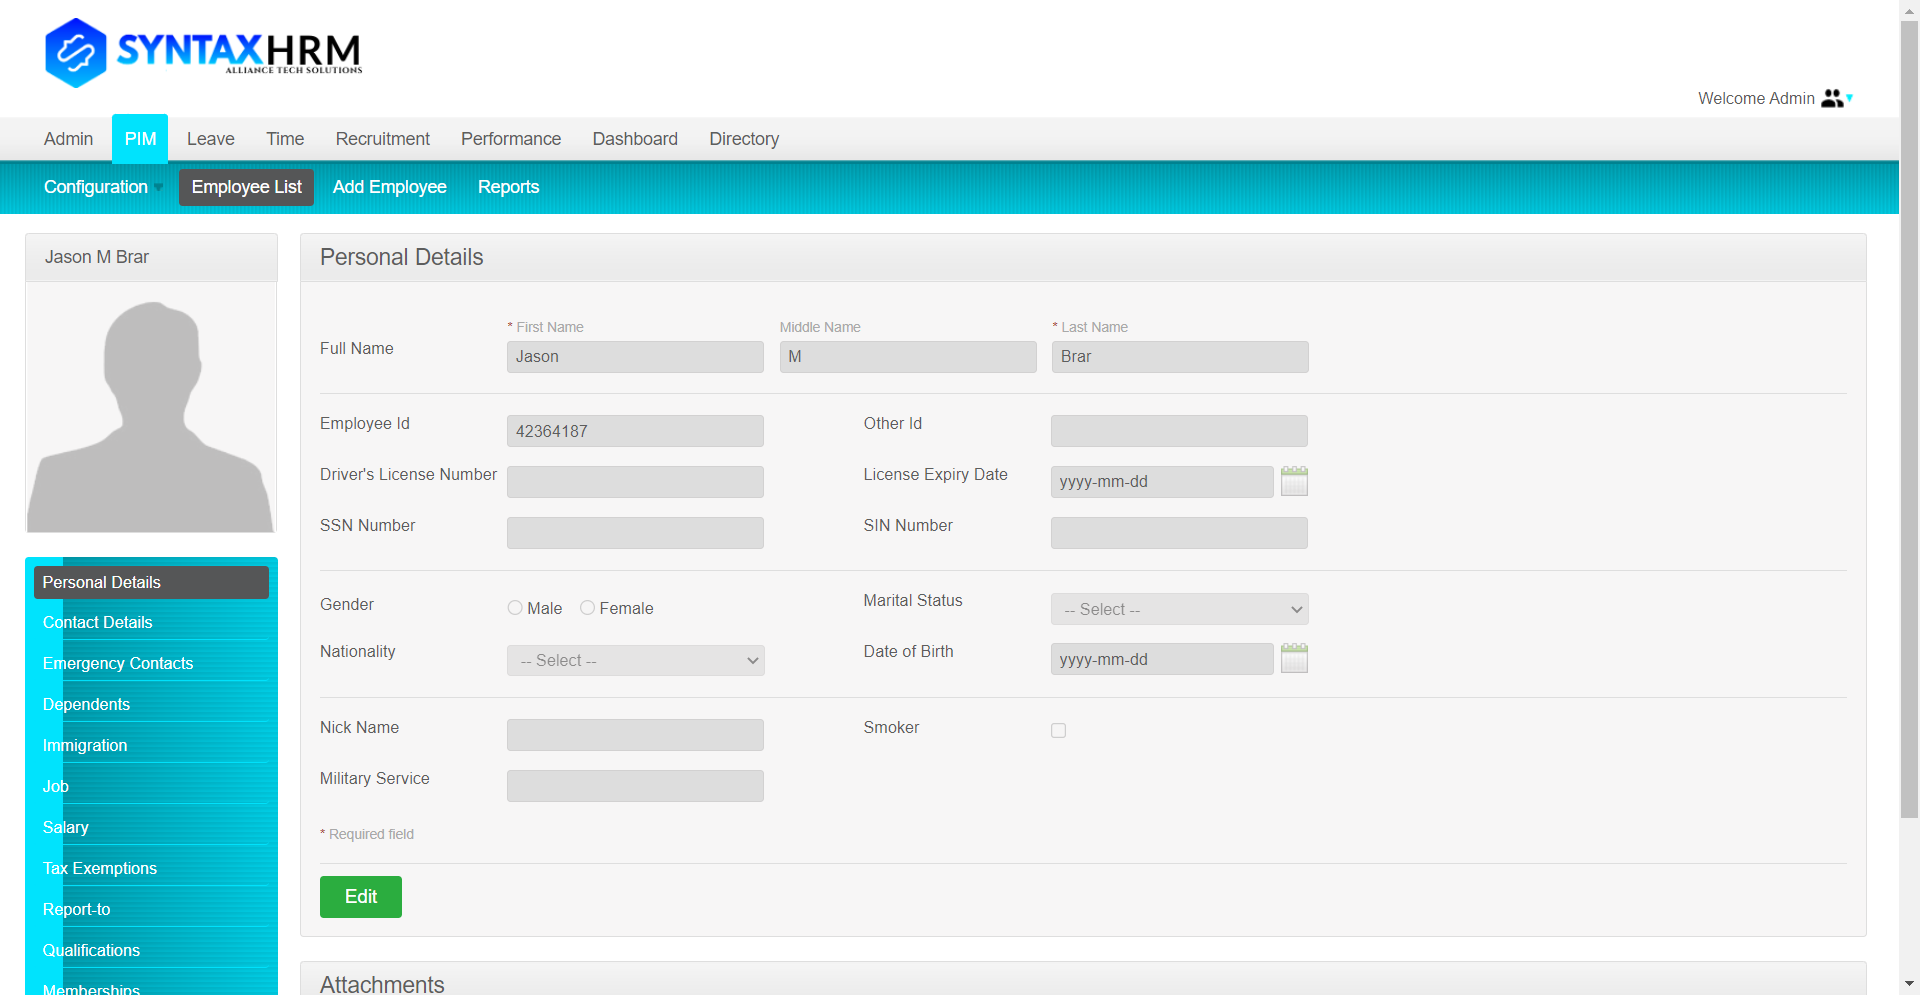 SYNTAXHRM
ALLIANCE TECH SOLUTIONS
Welcome Admin
Admin PIM Leave Time Recruitment Performance Dashboard Directory
Configuration Employee List Add Employee Reports
Jason M Brar
Personal Details
Contact Details
Emergency Contacts
Dependents
Immigration
Job
Salary
Tax Exemptions
Report-to
Qualifications
Memberships
Personal Details
* First Name Middle Name * Last Name
Full Name Jason M Brar
Employee Id 42364187 Other Id
Driver's License Number License Expiry Date yyyy-mm-dd
SSN Number SIN Number
Gender Male Female Marital Status -- Select --
Nationality -- Select -- Date of Birth yyyy-mm-dd
Nick Name Smoker
Military Service
* Required field
Edit
Attachments